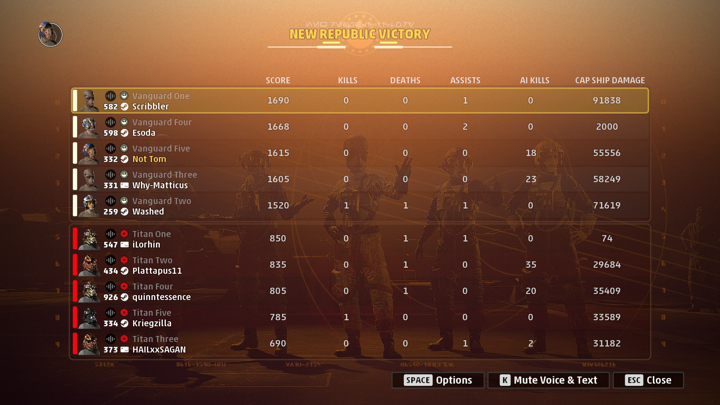 NEW REPUBLIC VICTORY
SCORE KILLS DEATHS ASSISTS AI KILLS CAP SHIP DAMAGE
Vanguard One
582 Scribbler 1690 0 0 1 0 91838
Vanguard Four
598 Esoda 1668 0 0 2 0 2000
Vanguard Five
332 Not Tom 1615 0 0 0 18 55556
Vanguard Three
331 Why-Matticus 1605 0 0 0 23 58249
Vanguard Two
259 Washed 1520 1 1 1 0 71619
Titan One
547 iLorhin 850 0 1 1 0 74
Titan Two
434 Plattapus11 835 0 1 0 35 29684
Titan Four
926 quinntessence 805 0 1 0 20 35409
Titan Five
334 Kriegzilla 785 1 0 0 0 33589
Titan Three
373 HAILxxSAGAN 690 0 0 1 2 31182
SPACE Options K Mute Voice & Text ESC Close